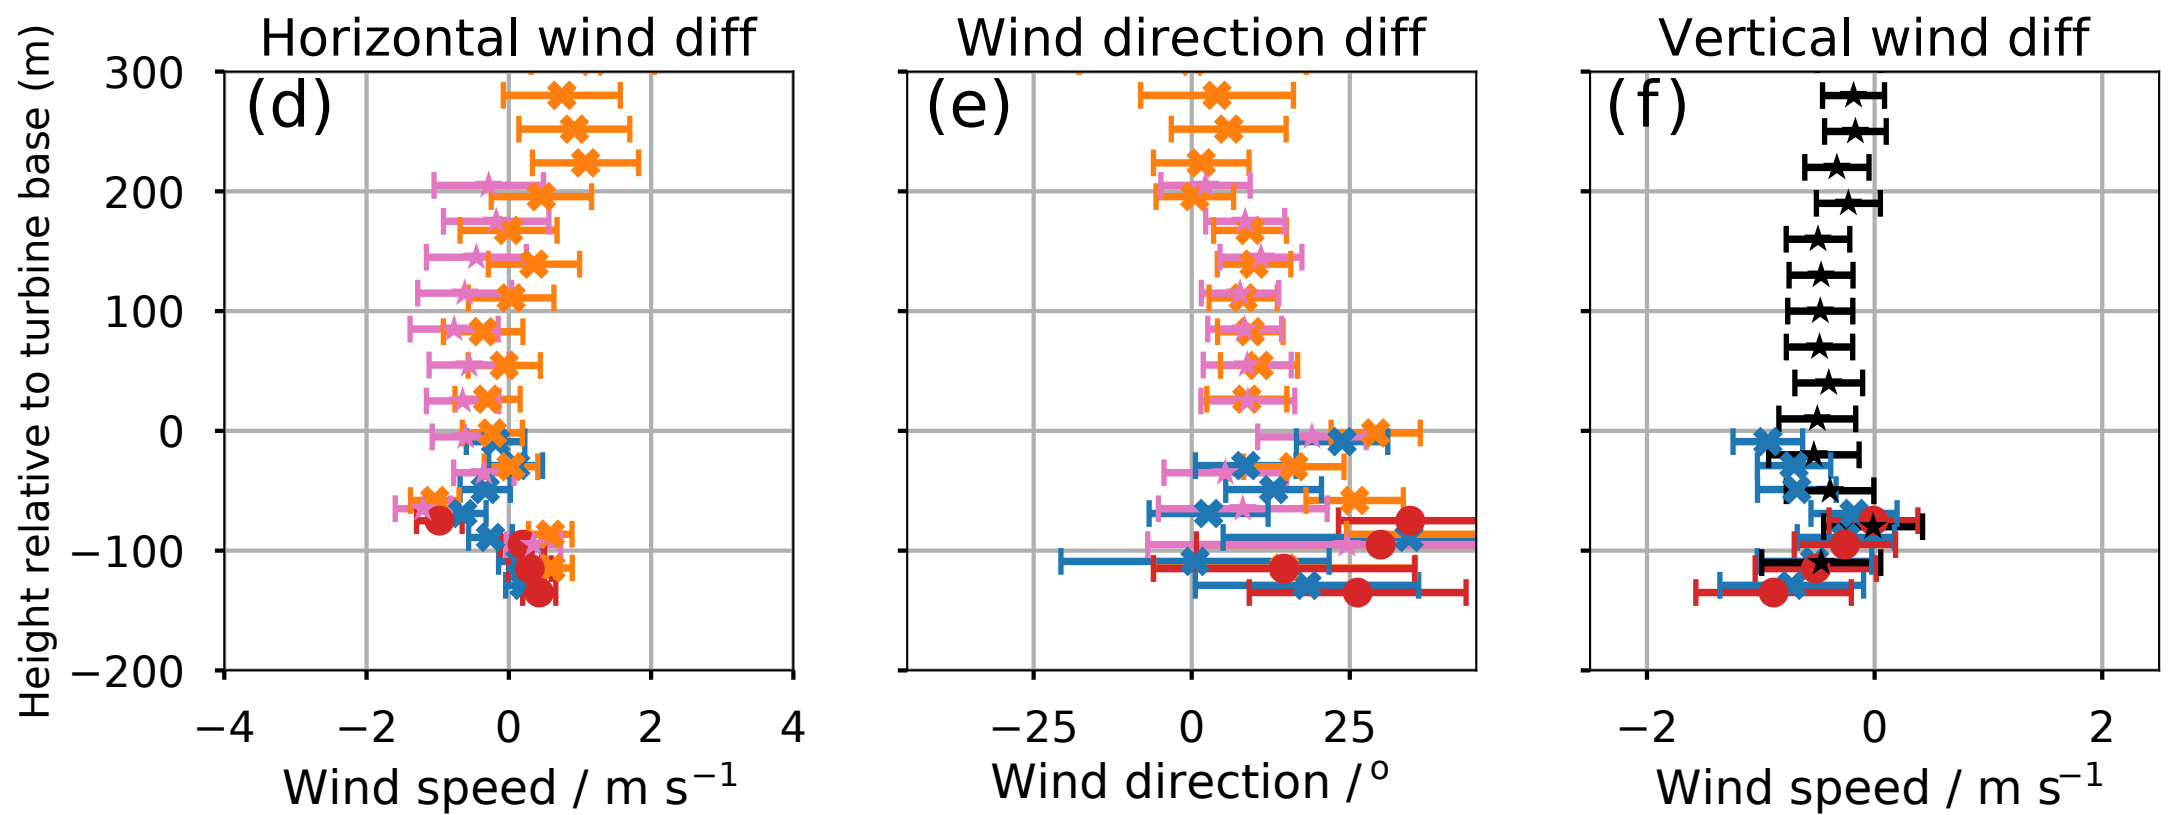 Horizontal wind diff
Wind direction diff
Vertical wind diff
(d)
(e)
(f)
Height relative to turbine base (m)
300
200
100
0
−100
−200
−4 −2 0 2 4
−25 0 25
−2 0 2
Wind speed / m s⁻¹
Wind direction / °
Wind speed / m s⁻¹